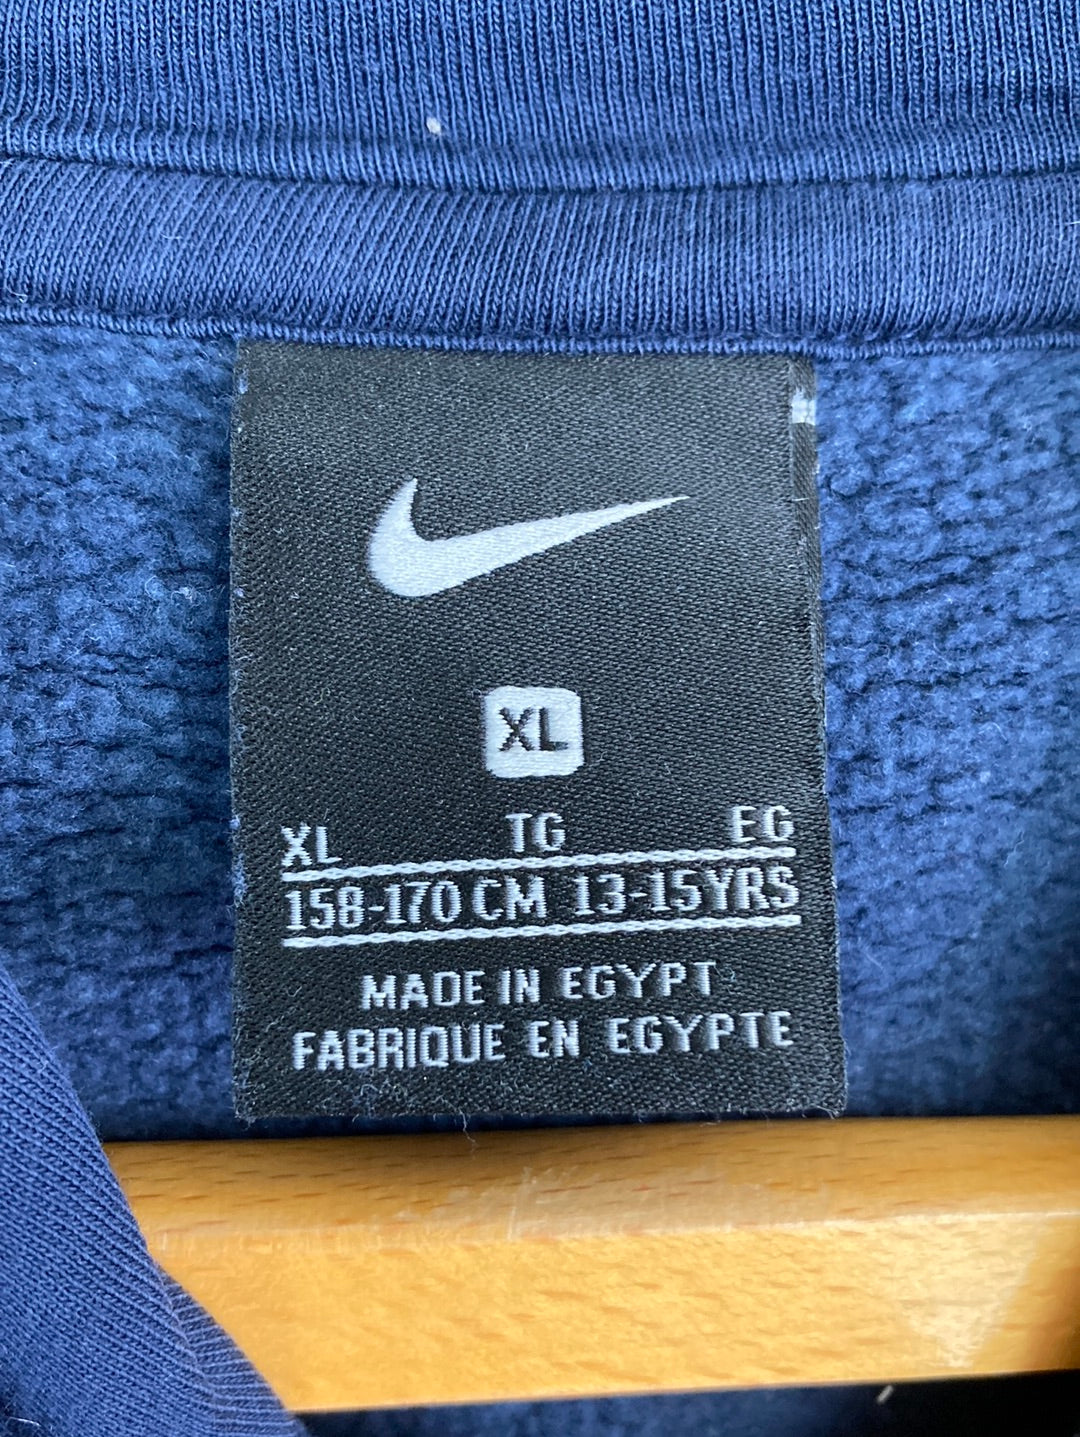 XL
XL TG EG
158-170 CM 13-15YRS
MADE IN EGYPT
FABRIQUE EN EGYPTE